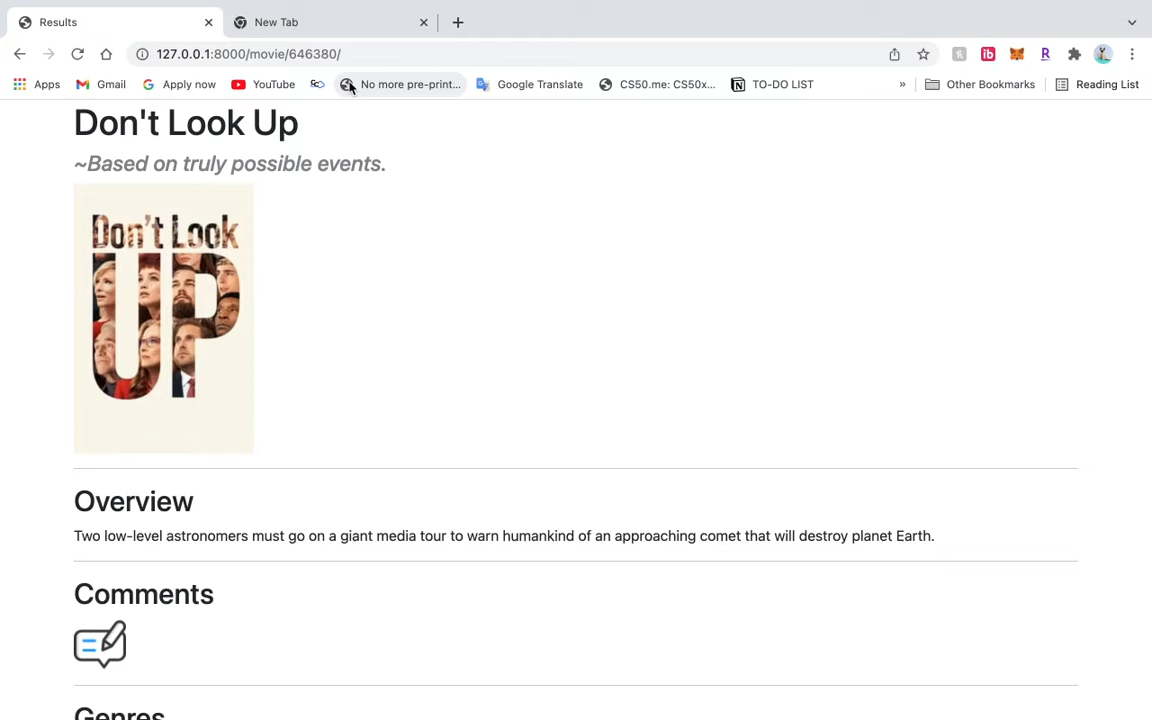 Results
New Tab
127.0.0.1:8000/movie/646380/
Apps Gmail Apply now YouTube No more pre-print... Google Translate CS50.me: CS50x... TO-DO LIST » Other Bookmarks Reading List
Don't Look Up
~Based on truly possible events.
Don't Look
UP
Overview
Two low-level astronomers must go on a giant media tour to warn humankind of an approaching comet that will destroy planet Earth.
Comments
Genres